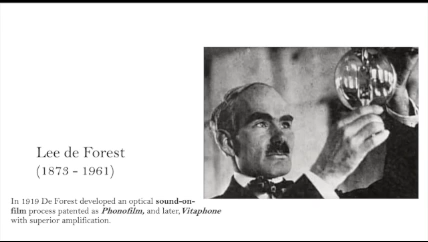 Lee de Forest
(1873 - 1961)
In 1919 De Forest developed an optical sound-on-
film process patented as Phonofilm, and later, Vitaphone
with superior amplification.